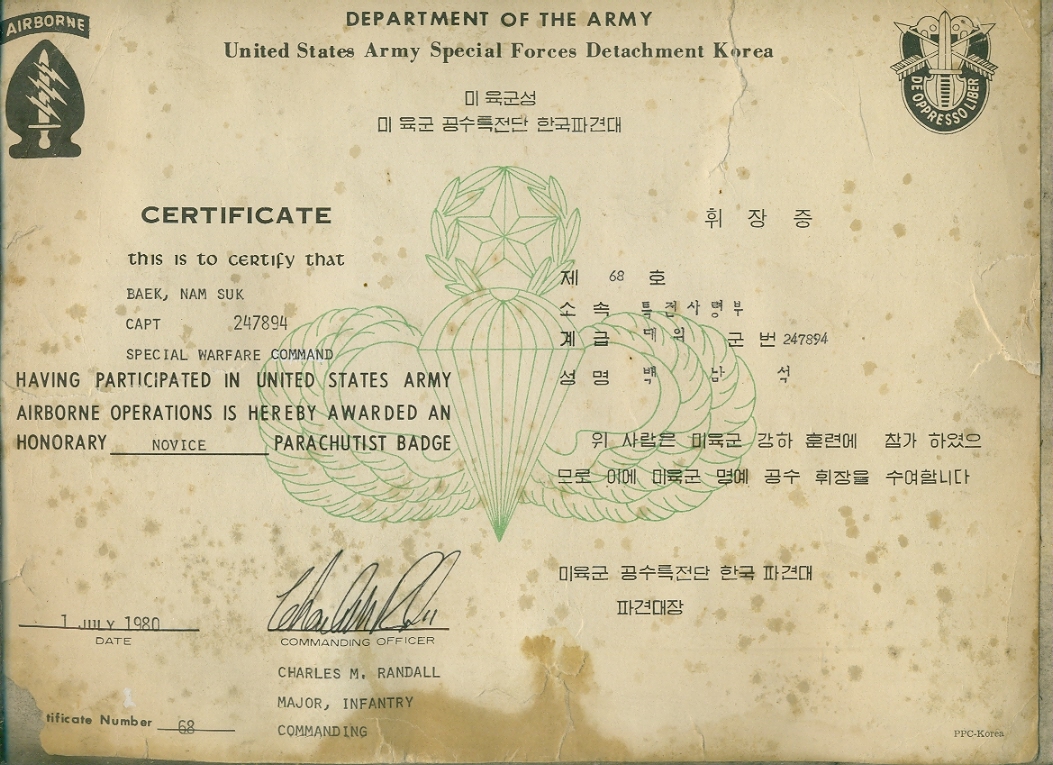 AIRBORNE
DEPARTMENT OF THE ARMY
United States Army Special Forces Detachment Korea
DE OPPRESSO LIBER
미 육군성
미 육군 공수특전단 한국파견대
CERTIFICATE
this is to certify that
BAEK, NAM SUK
CAPT 247894
SPECIAL WARFARE COMMAND
HAVING PARTICIPATED IN UNITED STATES ARMY
AIRBORNE OPERATIONS IS HEREBY AWARDED AN
HONORARY NOVICE PARACHUTIST BADGE
휘 장 증
제 68 호
소 속 특전사령부
계 급 대위 군 번 247894
성 명 백 남 석
위 사람은 미육군 강하 훈련에 참가 하였으
므로 이에 미육군 명예 공수 휘장을 수여합니다
미육군 공수특전단 한국 파견대
파견대장
1 JULY 1980
DATE
COMMANDING OFFICER
CHARLES M. RANDALL
MAJOR, INFANTRY
COMMANDING
tificate Number 68
PPC-Korea